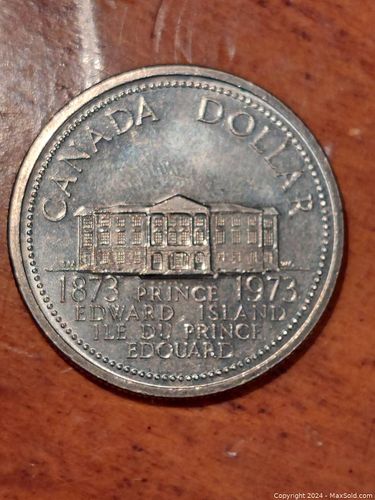 CANADA DOLLAR
1873 PRINCE 1973
EDWARD ISLAND
ILE DU PRINCE
EDOUARD
Copyright 2024 - MaxSold.com